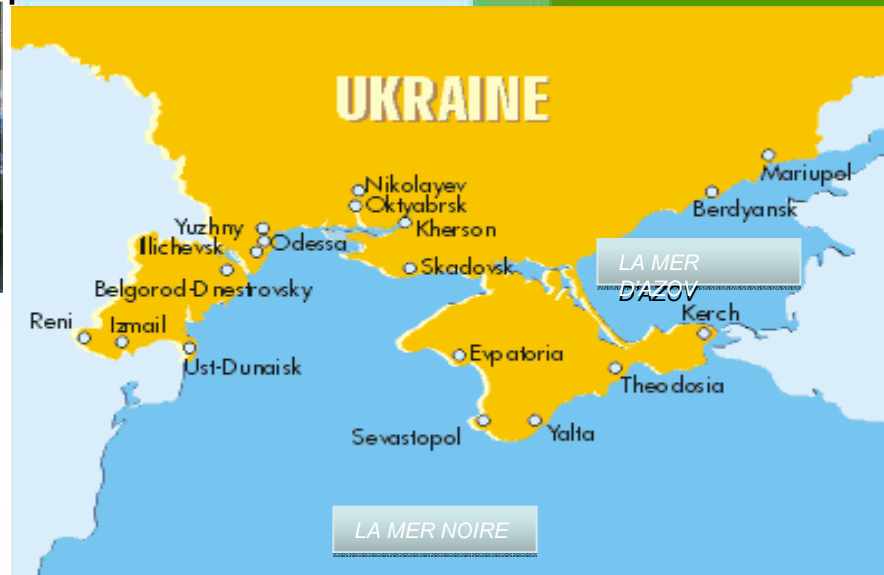 UKRAINE
Mariupel
Nikolayev
Oktyabrsk
Berdyansk
Kherson
Yuzhny
Odessa
Ilichevsk
LA MER
D'AZOV
Skadovsk
Belgorod-Dnestrovsky
Kerch
Reni
Izmail
Evpatoria
Ust-Dunaisk
Theodosia
Sevastopol
Yalta
LA MER NOIRE